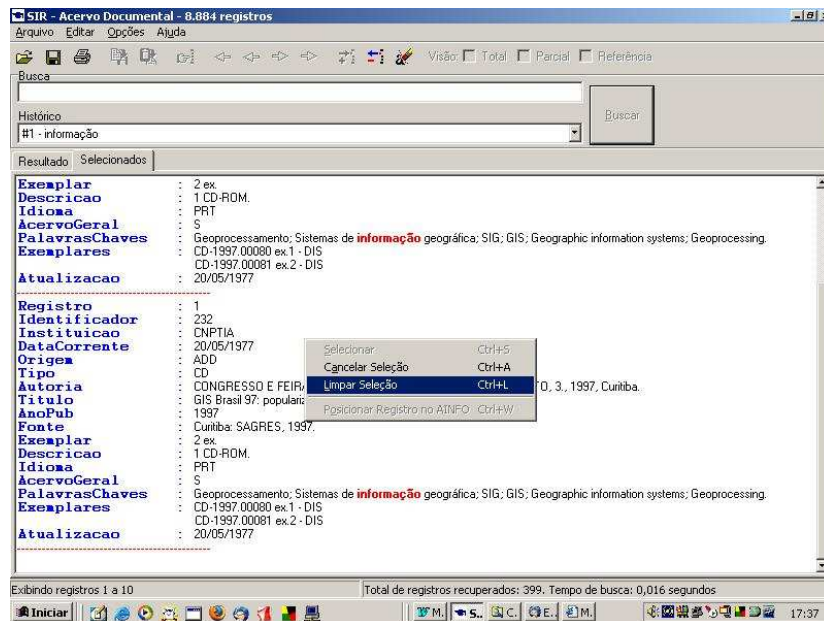 SIR - Acervo Documental - 8.884 registros
Arquivo Editar Opções Ajuda
Visão: Total Parcial Referência
Busca
Buscar
Histórico
#1 - informação
Resultado Selecionados
Exemplar : 2 ex.
Descricao : 1 CD-ROM.
Idioma : PRT
AcervoGeral : S
PalavrasChaves : Geoprocessamento; Sistemas de informação geográfica; SIG; GIS; Geographic information systems; Geoprocessing.
Exemplares : CD-1997.00080 ex.1 - DIS
CD-1997.00081 ex.2 - DIS
Atualizacao : 20/05/1977
Registro : 1
Identificador : 232
Instituicao : CNPTIA
DataCorrente : 20/05/1977
Origem : ADD
Tipo : CD
Autoria : CONGRESSO E FEIR O, 3., 1997, Curitiba.
Titulo : GIS Brasil 97: populariz
AnoPub : 1997
Fonte : Curitiba: SAGRES, 1997.
Exemplar : 2 ex.
Descricao : 1 CD-ROM.
Idioma : PRT
AcervoGeral : S
PalavrasChaves : Geoprocessamento; Sistemas de informação geográfica; SIG; GIS; Geographic information systems; Geoprocessing.
Exemplares : CD-1997.00080 ex.1 - DIS
CD-1997.00081 ex.2 - DIS
Atualizacao : 20/05/1977
Selecionar Ctrl+S
Cancelar Seleção Ctrl+A
Limpar Seleção Ctrl+L
Posicionar Registro no AINFO Ctrl+W
Exibindo registros 1 a 10 Total de registros recuperados: 399. Tempo de busca: 0,016 segundos
Iniciar M. S.. C. E.. M. 17:37